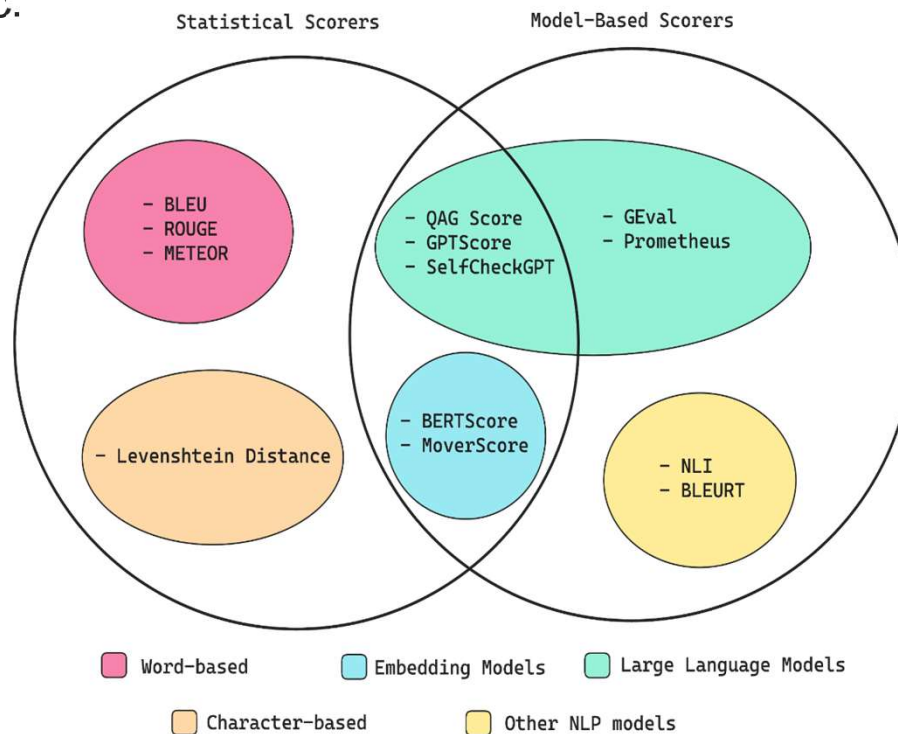 c.
Statistical Scorers
Model-Based Scorers
- BLEU
- ROUGE
- METEOR
- QAG Score
- GPTScore
- SelfCheckGPT
- GEval
- Prometheus
- Levenshtein Distance
- BERTScore
- MoverScore
- NLI
- BLEURT
Word-based
Embedding Models
Large Language Models
Character-based
Other NLP models